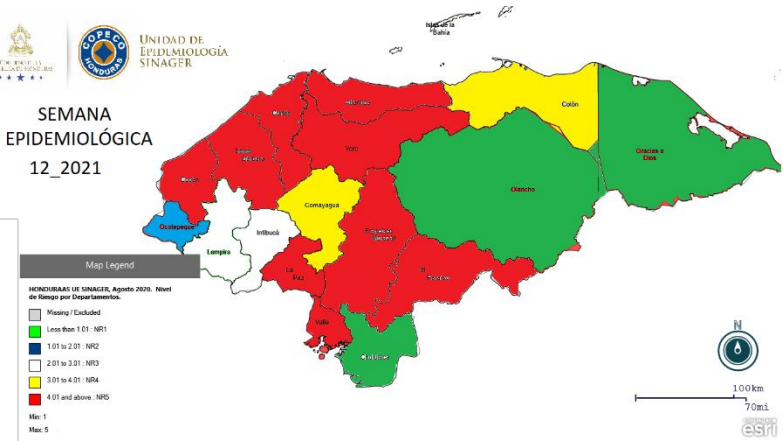 UNIDAD DE
EPIDEMIOLOGÍA
SINAGER
COPECO
HONDURAS
SEMANA
EPIDEMIOLÓGICA
12_2021
Islas de la
Bahía
Colón
Yoro
Gracias a
Dios
Olancho
Comayagua
Ocotepeque
Intibucá
Lempira
La
Paz
El
Valle
Map Legend
HONDURAAS UE SINAGER, Agosto 2020. Nivel
de Riesgo por Departamentos.
Missing / Excluded
Less than 1.01 : NR1
1.01 to 2.01 : NR2
2.01 to 3.01 : NR3
3.01 to 4.01 : NR4
4.01 and above : NR5
Min: 1
Max: 5
N
100km
70mi
esri